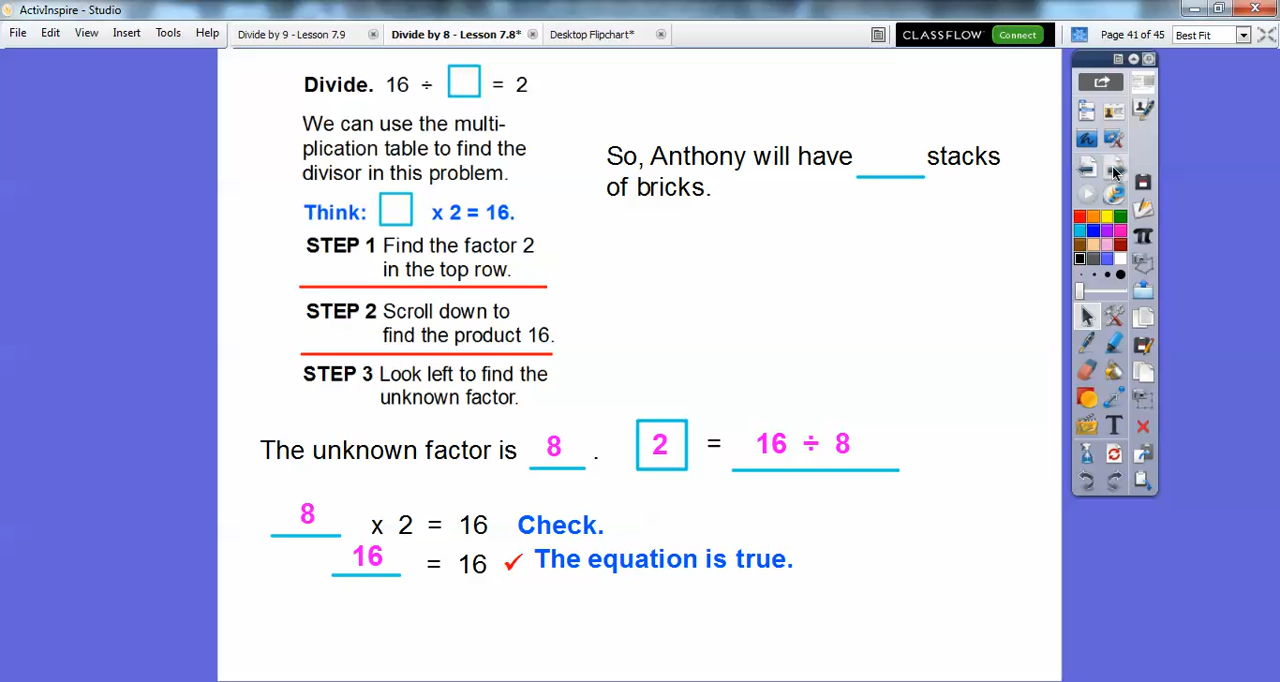 ActivInspire - Studio
File Edit View Insert Tools Help
Divide by 9 - Lesson 7.9
Divide by 8 - Lesson 7.8*
Desktop Flipchart*
CLASSFLOW Connect
Page 41 of 45
Best Fit
Divide. 16 ÷ = 2
We can use the multi-
plication table to find the
divisor in this problem.
Think: x 2 = 16.
STEP 1 Find the factor 2
in the top row.
STEP 2 Scroll down to
find the product 16.
STEP 3 Look left to find the
unknown factor.
So, Anthony will have ____ stacks
of bricks.
The unknown factor is 8 . 2 = 16 ÷ 8
8 x 2 = 16 Check.
16 = 16 ✓ The equation is true.